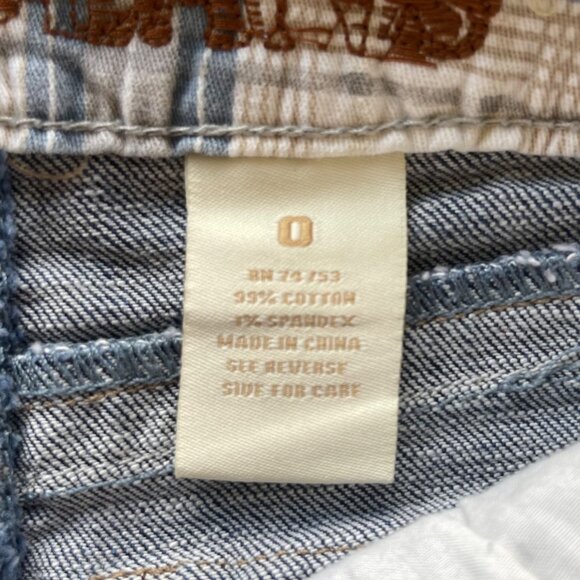 0
RN 74753
99% COTTON
1% SPANDEX
MADE IN CHINA
SEE REVERSE
SIDE FOR CARE